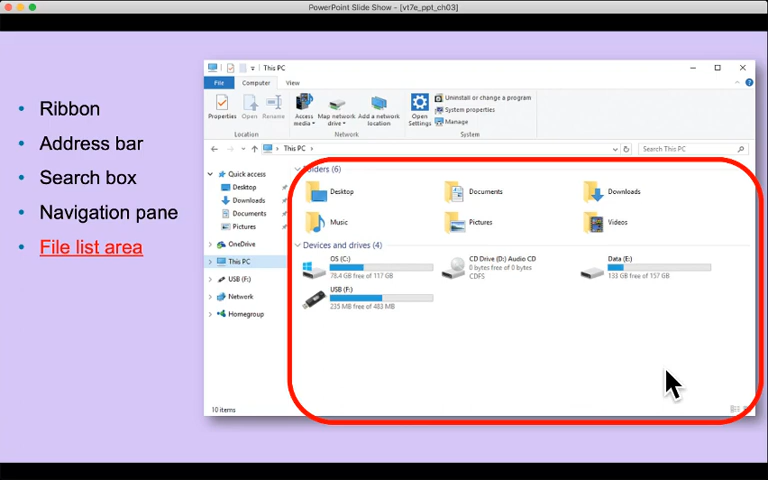 PowerPoint Slide Show - [vt7e_ppt_ch03]
• Ribbon
• Address bar
• Search box
• Navigation pane
• File list area
This PC
File Computer View
Properties Open Rename
Access media Map network drive Add a network location
Open Settings
Uninstall or change a program
System properties
Manage
Location Network System
This PC
Search This PC
Quick access
Desktop
Downloads
Documents
Pictures
OneDrive
This PC
USB (F:)
Network
Homegroup
Folders (6)
Desktop Documents Downloads
Music Pictures Videos
Devices and drives (4)
OS (C:)
78.4 GB free of 117 GB
CD Drive (D:) Audio CD
0 bytes free of 0 bytes
CDFS
Data (E:)
133 GB free of 157 GB
USB (F:)
235 MB free of 483 MB
10 items